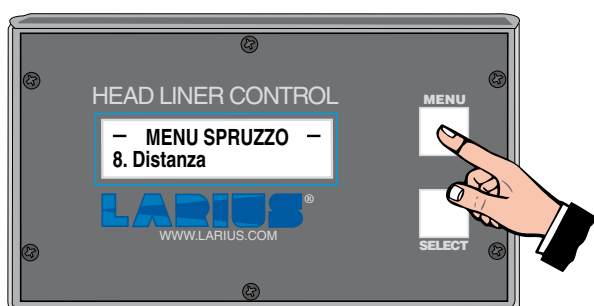 HEAD LINER CONTROL
MENU
– MENU SPRUZZO –
8. Distanza
LARIUS®
WWW.LARIUS.COM
SELECT